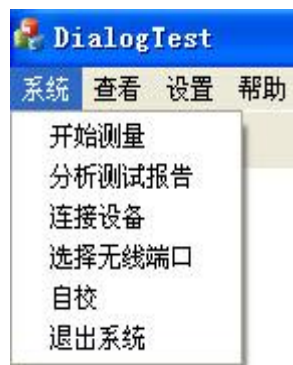 DialogTest
系统 查看 设置 帮助
开始测量
分析测试报告
连接设备
选择无线端口
自校
退出系统